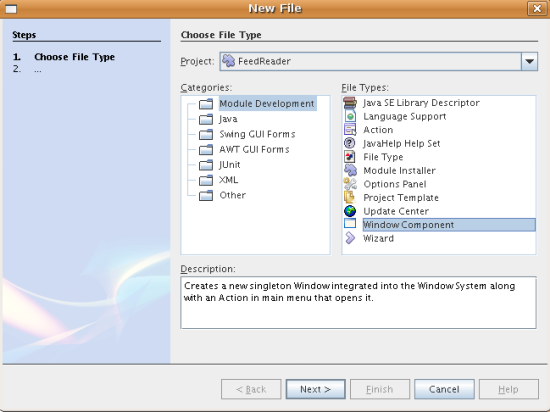 New File
Steps
1. Choose File Type
2. ...
Choose File Type
Project: FeedReader
Categories:
Module Development
Java
Swing GUI Forms
AWT GUI Forms
JUnit
XML
Other
File Types:
Java SE Library Descriptor
Language Support
Action
JavaHelp Help Set
File Type
Module Installer
Options Panel
Project Template
Update Center
Window Component
Wizard
Description:
Creates a new singleton Window integrated into the Window System along
with an Action in main menu that opens it.
< Back
Next >
Finish
Cancel
Help